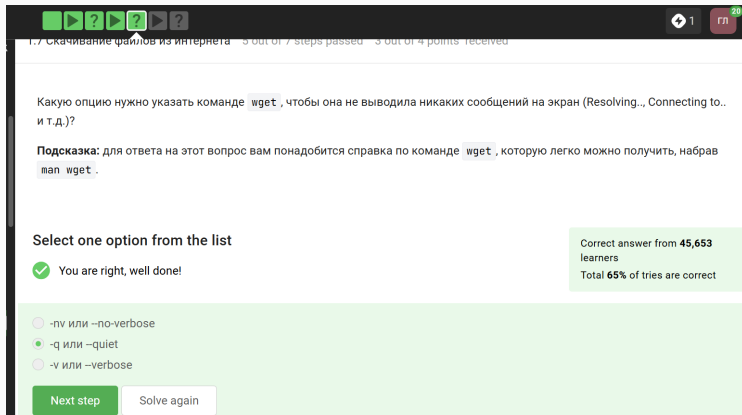 1
ГЛ
20
1.7 Скачивание файлов из интернета 5 out of 7 steps passed 3 out of 4 points received
Какую опцию нужно указать команде wget, чтобы она не выводила никаких сообщений на экран (Resolving.., Connecting to..
и т.д.)?
Подсказка: для ответа на этот вопрос вам понадобится справка по команде wget, которую легко можно получить, набрав
man wget.
Select one option from the list
You are right, well done!
Correct answer from 45,653
learners
Total 65% of tries are correct
-nv или --no-verbose
-q или --quiet
-v или --verbose
Next step
Solve again